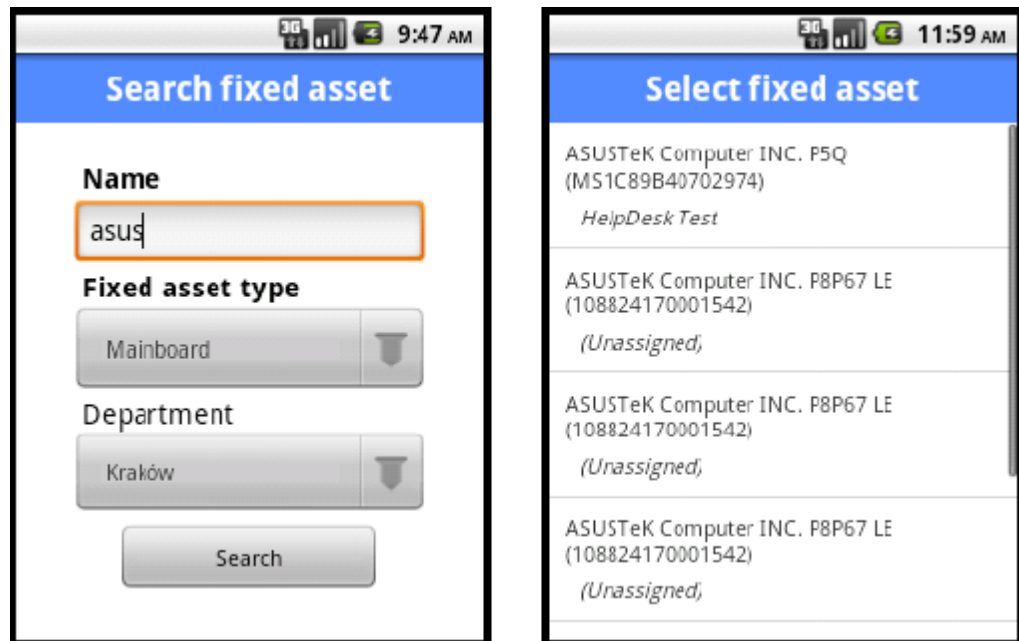 3G
9:47 AM
Search fixed asset
Name
asus
Fixed asset type
Mainboard
Department
Kraków
Search
3G
11:59 AM
Select fixed asset
ASUSTeK Computer INC. P5Q
(MS1C89B40702974)
HelpDesk Test
ASUSTeK Computer INC. P8P67 LE
(108824170001542)
(Unassigned)
ASUSTeK Computer INC. P8P67 LE
(108824170001542)
(Unassigned)
ASUSTeK Computer INC. P8P67 LE
(108824170001542)
(Unassigned)